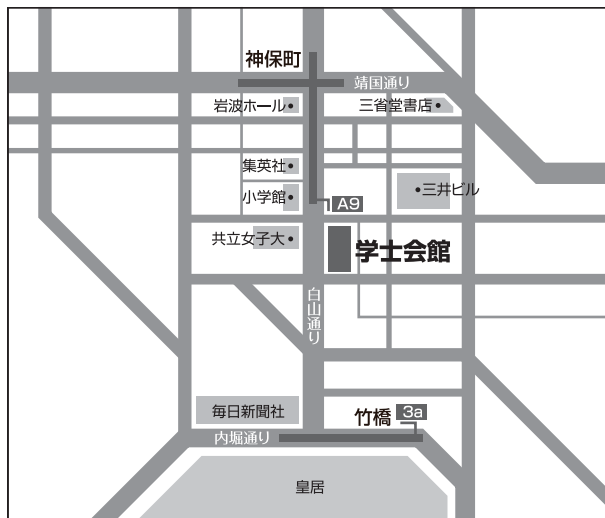 神保町
靖国通り
岩波ホール
三省堂書店
集英社
三井ビル
小学館
A9
共立女子大
学士会館
白山通り
毎日新聞社
竹橋
3a
内堀通り
皇居